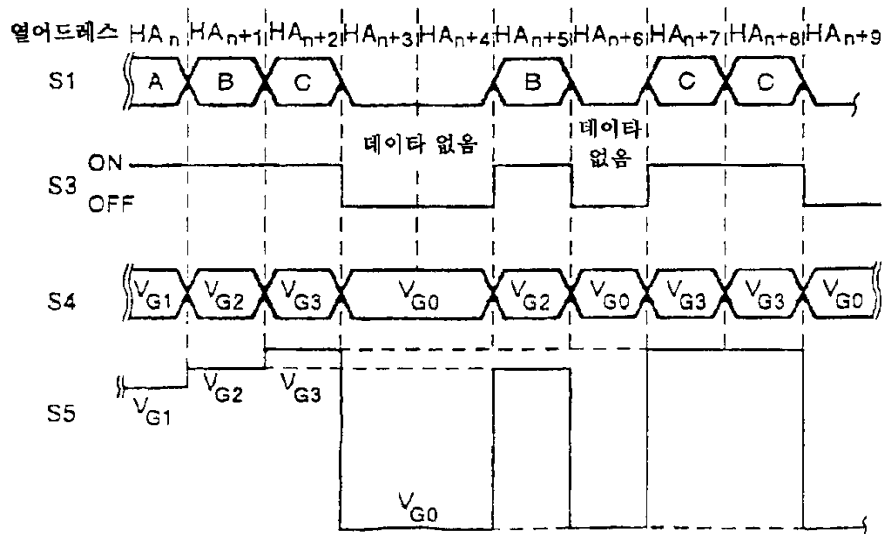 열어드레스 HAn HAn+1 HAn+2 HAn+3 HAn+4 HAn+5 HAn+6 HAn+7 HAn+8 HAn+9
S1 A B C B C C
데이타 없음
데이타
없음
S3 ON
OFF
S4 VG1 VG2 VG3 VG0 VG2 VG0 VG3 VG3 VG0
S5 VG1 VG2 VG3
VG0